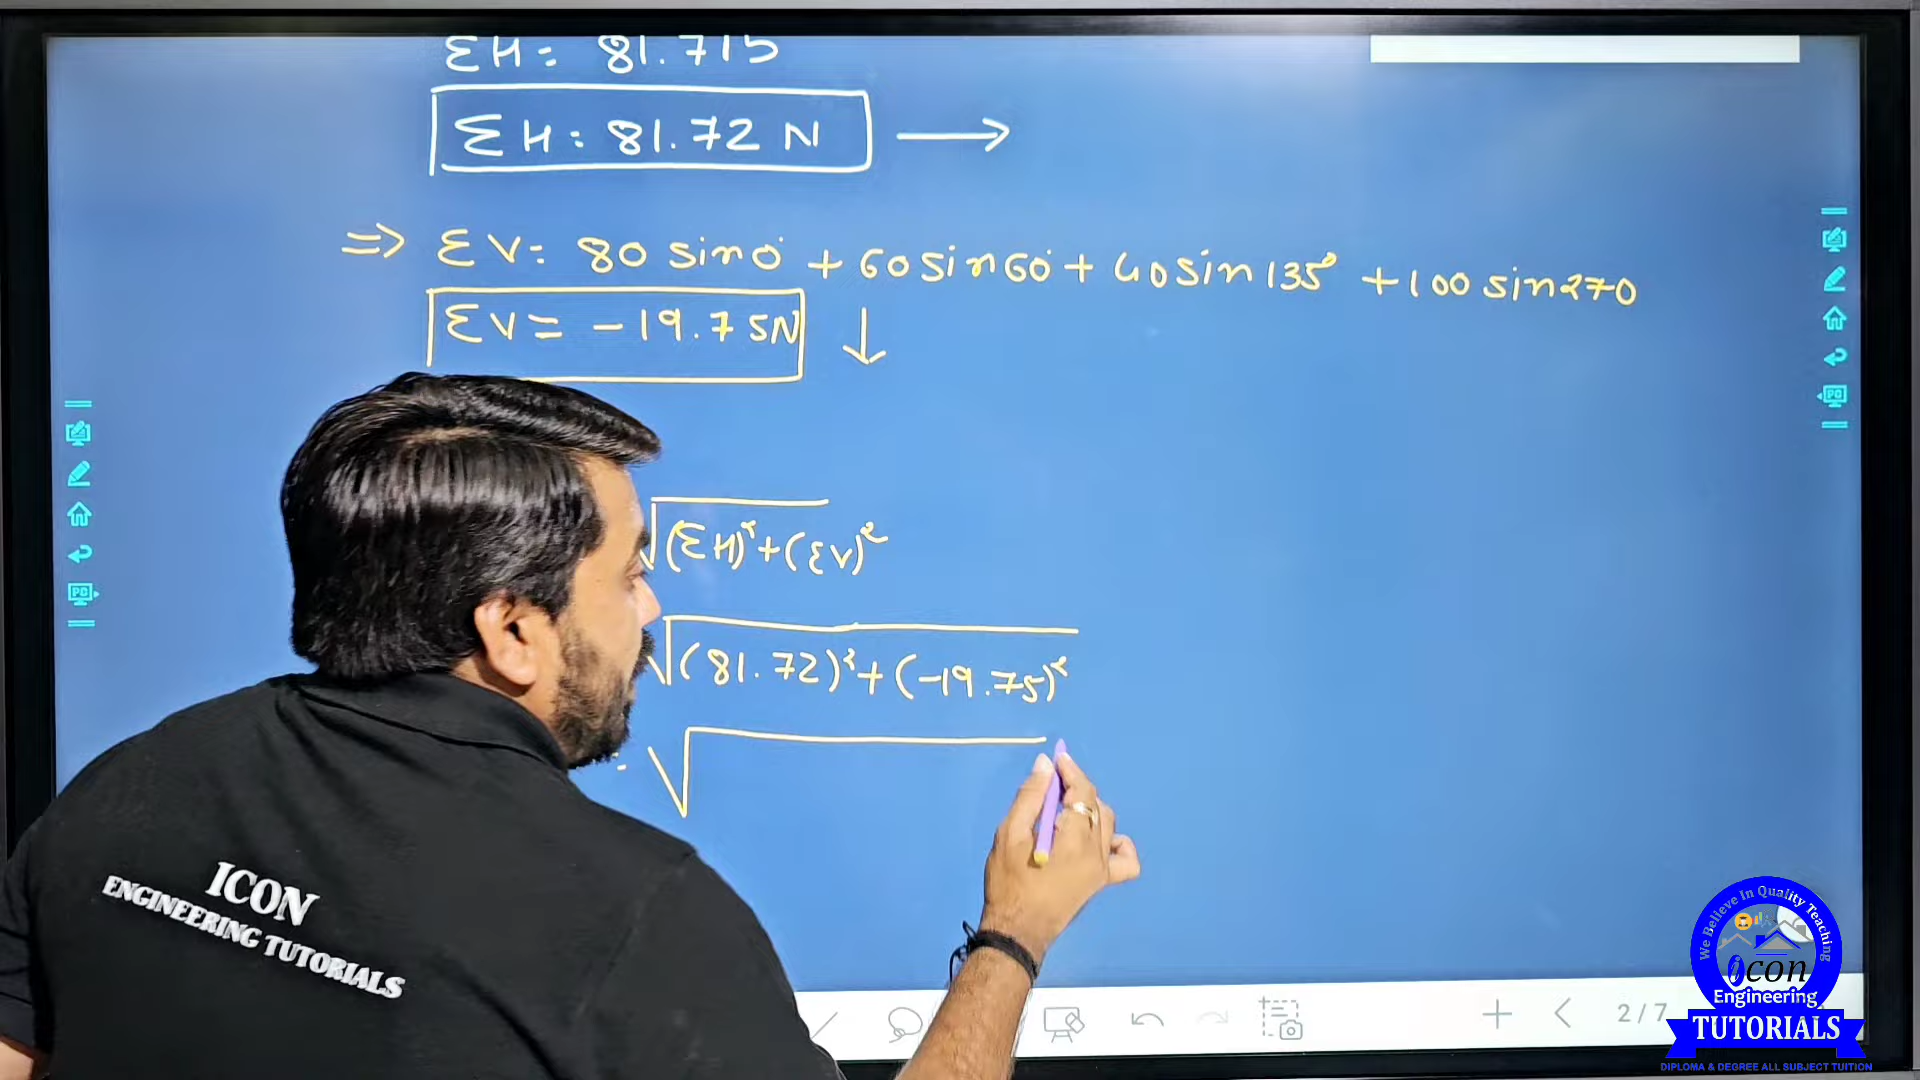 ΣH = 81.715
ΣH = 81.72 N →
⇒ ΣV = 80 sin0° + 60 sin60° + 40 sin135° + 100 sin270
ΣV = -19.75N ↓
√(ΣH)² + (ΣV)²
√(81.72)² + (-19.75)²
√
ICON
ENGINEERING TUTORIALS
2/7
We Believe In Quality Teaching
icon
Engineering
TUTORIALS
DIPLOMA & DEGREE ALL SUBJECT TUITION